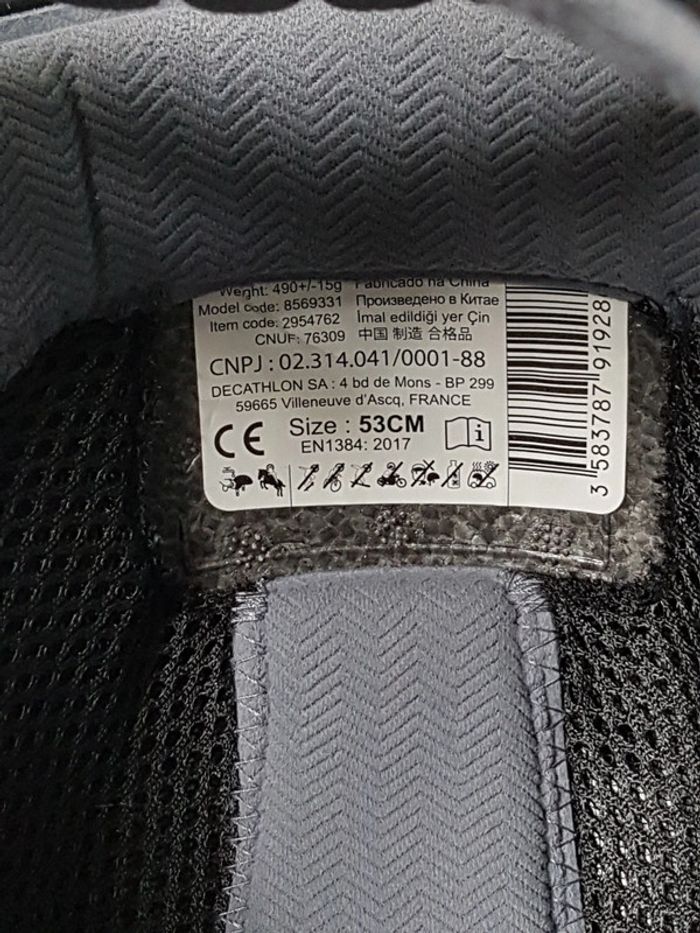 Weight: 490+/-15g Fabricado na China
Model code: 8569331 Произведено в Китае
Item code: 2954762 İmal edildiği yer Çin
CNUF: 76309 中国 制造 合格品
CNPJ : 02.314.041/0001-88
DECATHLON SA : 4 bd de Mons - BP 299
59665 Villeneuve d'Ascq, FRANCE
CE Size : 53CM
EN1384: 2017
3 583787 91928